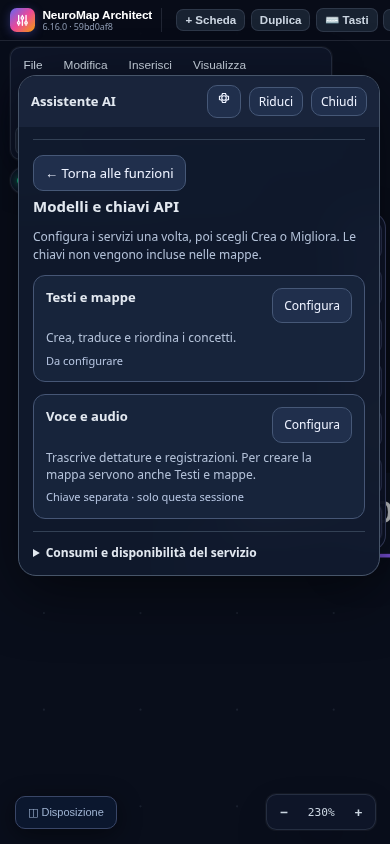 NeuroMap Architect
6.16.0 · 59bd0af8
+ Scheda
Duplica
Tasti
File
Modifica
Inserisci
Visualizza
Assistente AI
Riduci
Chiudi
← Torna alle funzioni
Modelli e chiavi API
Configura i servizi una volta, poi scegli Crea o Migliora. Le
chiavi non vengono incluse nelle mappe.
Testi e mappe
Configura
Crea, traduce e riordina i concetti.
Da configurare
Voce e audio
Configura
Trascrive dettature e registrazioni. Per creare la
mappa servono anche Testi e mappe.
Chiave separata · solo questa sessione
Consumi e disponibilità del servizio
Disposizione
− 230% +